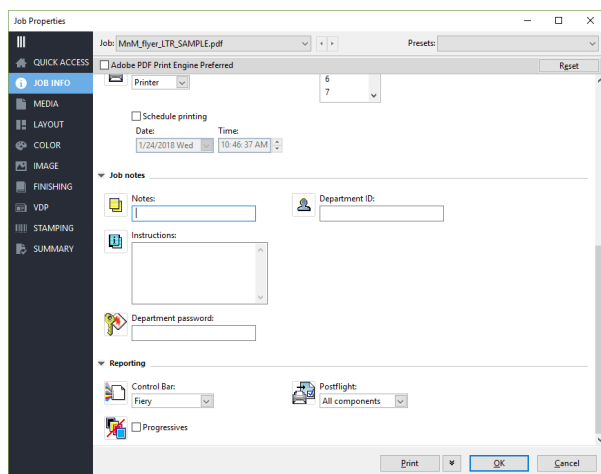 Job Properties
Job: MnM_flyer_LTR_SAMPLE.pdf
Presets:
QUICK ACCESS
Adobe PDF Print Engine Preferred
Reset
JOB INFO
Printer
6
7
MEDIA
LAYOUT
Schedule printing
COLOR
Date:
Time:
1/24/2018 Wed
10: 46: 37 AM
IMAGE
FINISHING
Job notes
VDP
Notes:
Department ID:
STAMPING
Instructions:
SUMMARY
Department password:
Reporting
Control Bar:
Postflight:
Fiery
All components
Progressives
Print
OK
Cancel